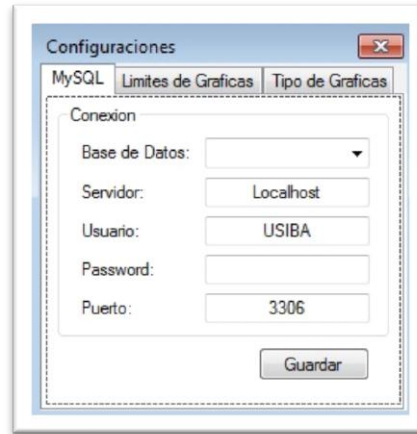 Configuraciones
MySQL Limites de Graficas Tipo de Graficas
Conexion
Base de Datos:
Servidor: Localhost
Usuario: USIBA
Password:
Puerto: 3306
Guardar